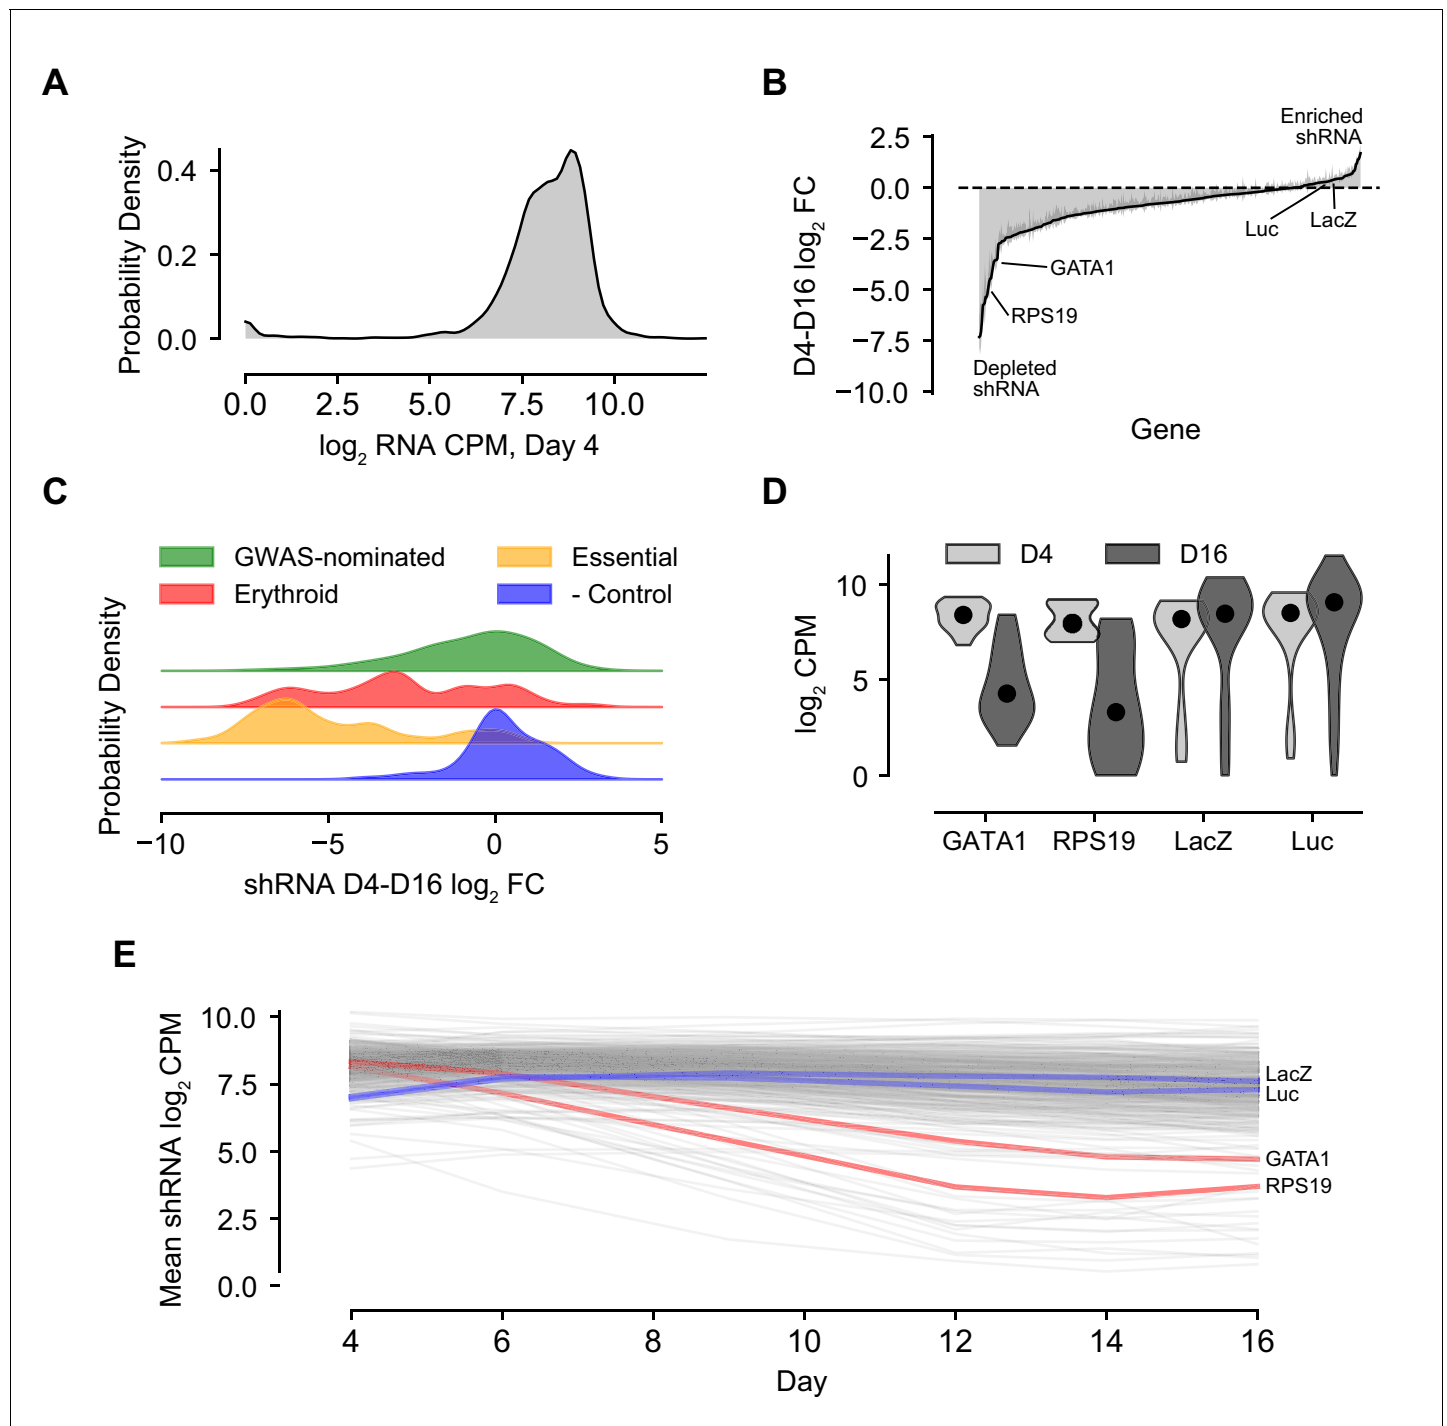 A
Probability Density
0.4
0.2
0.0
0.0 2.5 5.0 7.5 10.0
log2 RNA CPM, Day 4
B
D4-D16 log2 FC
2.5
0.0
−2.5
−5.0
−7.5
−10.0
Enriched
shRNA
Luc
LacZ
GATA1
RPS19
Depleted
shRNA
Gene
C
GWAS-nominated
Essential
Erythroid
- Control
Probability Density
−10 −5 0 5
shRNA D4-D16 log2 FC
D
D4
D16
log2 CPM
10
5
0
GATA1 RPS19 LacZ Luc
E
Mean shRNA log2 CPM
10.0
7.5
5.0
2.5
0.0
LacZ
Luc
GATA1
RPS19
4 6 8 10 12 14 16
Day